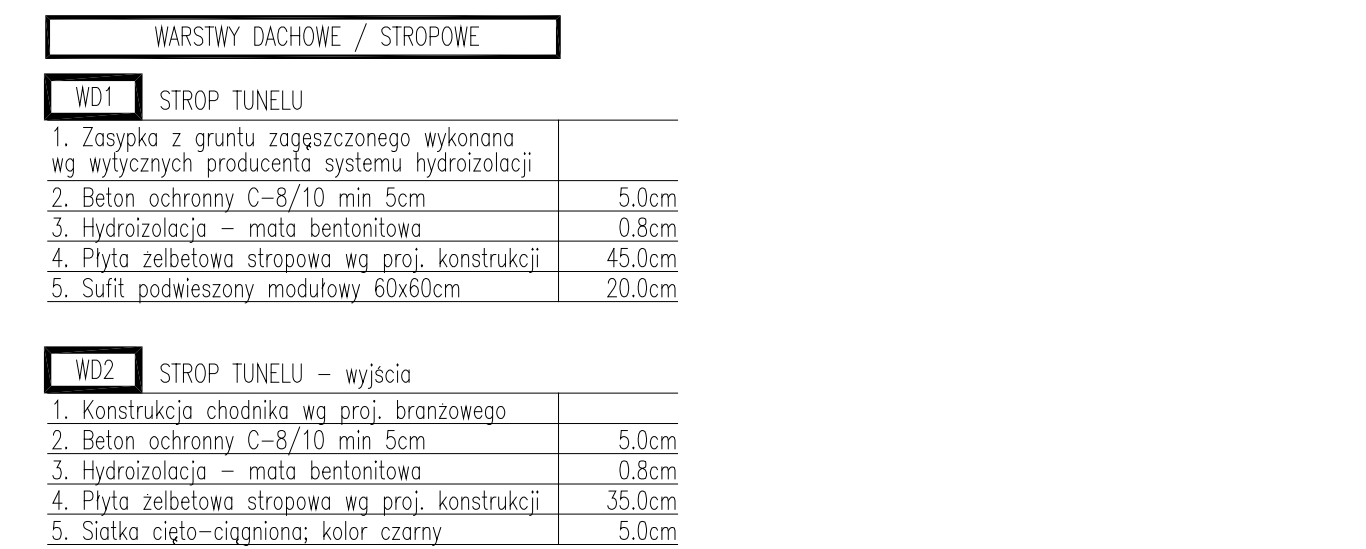 WARSTWY DACHOWE / STROPOWE
WD1 STROP TUNELU
1. Zasypka z gruntu zagęszczonego wykonana
wg wytycznych producenta systemu hydroizolacji
2. Beton ochronny C-8/10 min 5cm 5.0cm
3. Hydroizolacja - mata bentonitowa 0.8cm
4. Płyta żelbetowa stropowa wg proj. konstrukcji 45.0cm
5. Sufit podwieszony modułowy 60x60cm 20.0cm
WD2 STROP TUNELU - wyjścia
1. Konstrukcja chodnika wg proj. branżowego
2. Beton ochronny C-8/10 min 5cm 5.0cm
3. Hydroizolacja - mata bentonitowa 0.8cm
4. Płyta żelbetowa stropowa wg proj. konstrukcji 35.0cm
5. Siatka cięto-ciągniona; kolor czarny 5.0cm